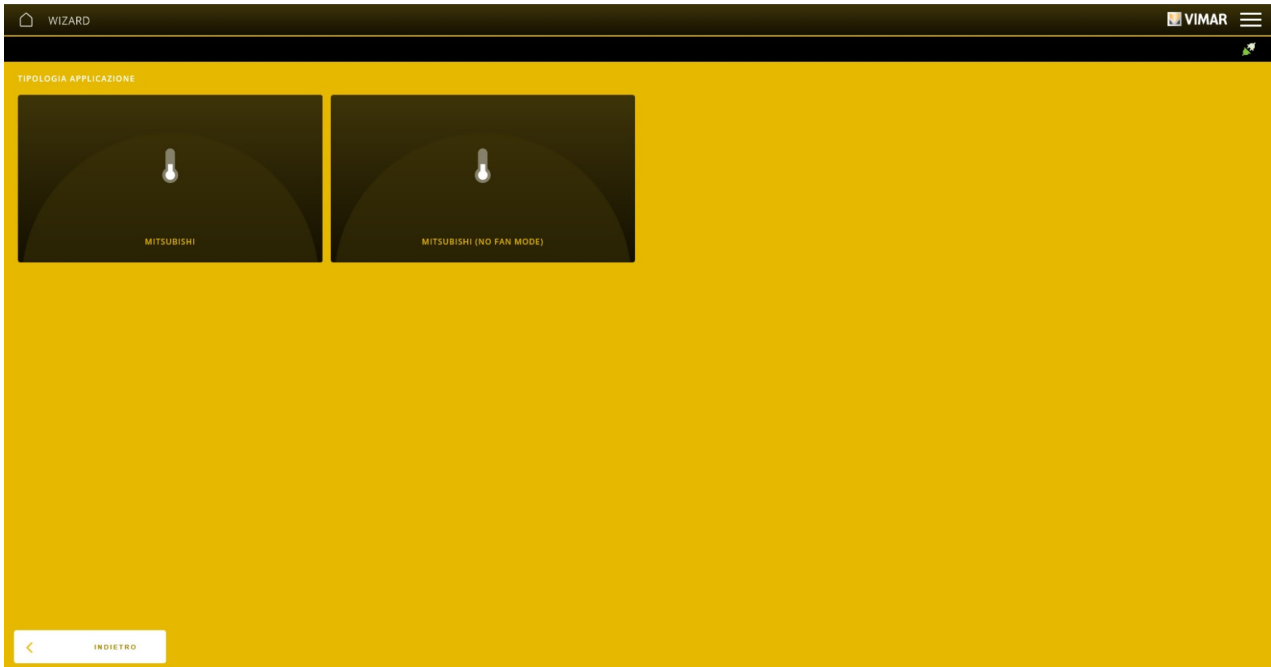 WIZARD
VIMAR
TIPOLOGIA APPLICAZIONE
MITSUBISHI
MITSUBISHI (NO FAN MODE)
INDIETRO